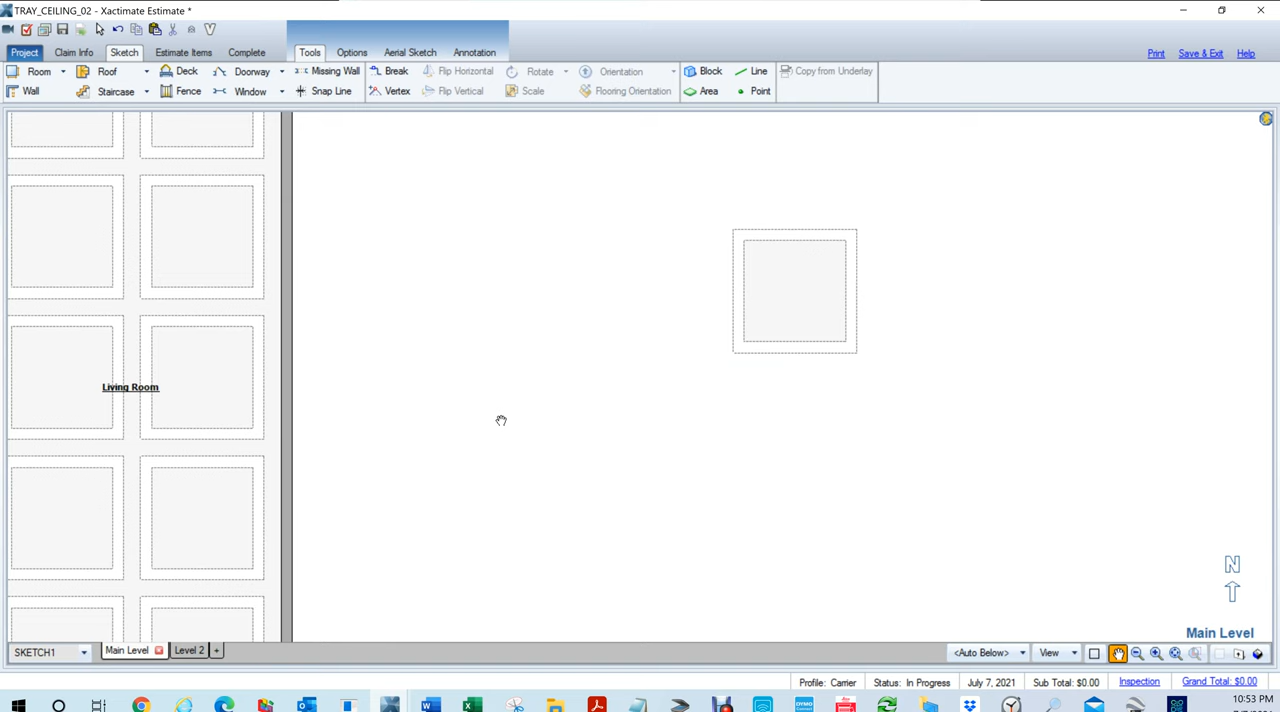 TRAY_CEILING_02 - Xactimate Estimate *
Project Claim Info Sketch Estimate Items Complete Tools Options Aerial Sketch Annotation Print Save & Exit Help
Room Roof Deck Doorway Missing Wall Break Flip Horizontal Rotate Orientation Block Line Copy from Underlay
Wall Staircase Fence Window Snap Line Vertex Flip Vertical Scale Flooring Orientation Area Point
Living Room
N
Main Level
SKETCH1 Main Level Level 2 + <Auto Below> View
Profile: Carrier Status: In Progress July 7, 2021 Sub Total: $0.00 Inspection Grand Total: $0.00
10:53 PM